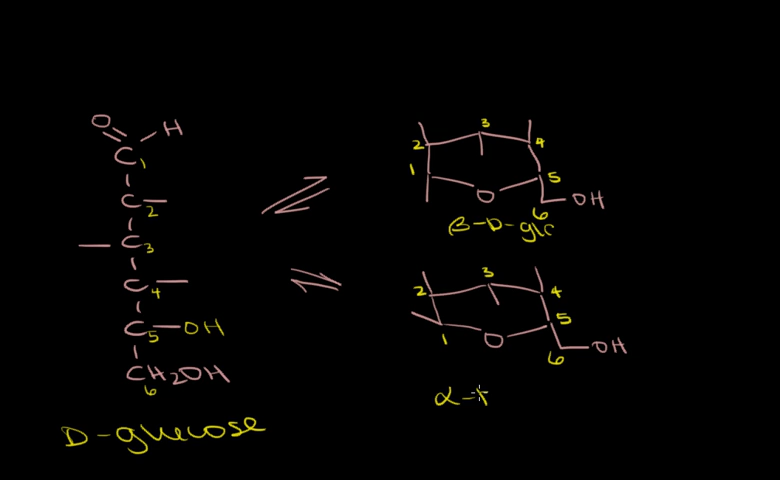 O H
C1
C2
C3
C4
C5 OH
CH2OH
6
D-glucose
2 3 4
1 O 5
6 OH
β-D-glc
2 3 4
1 O 5
6 OH
α-